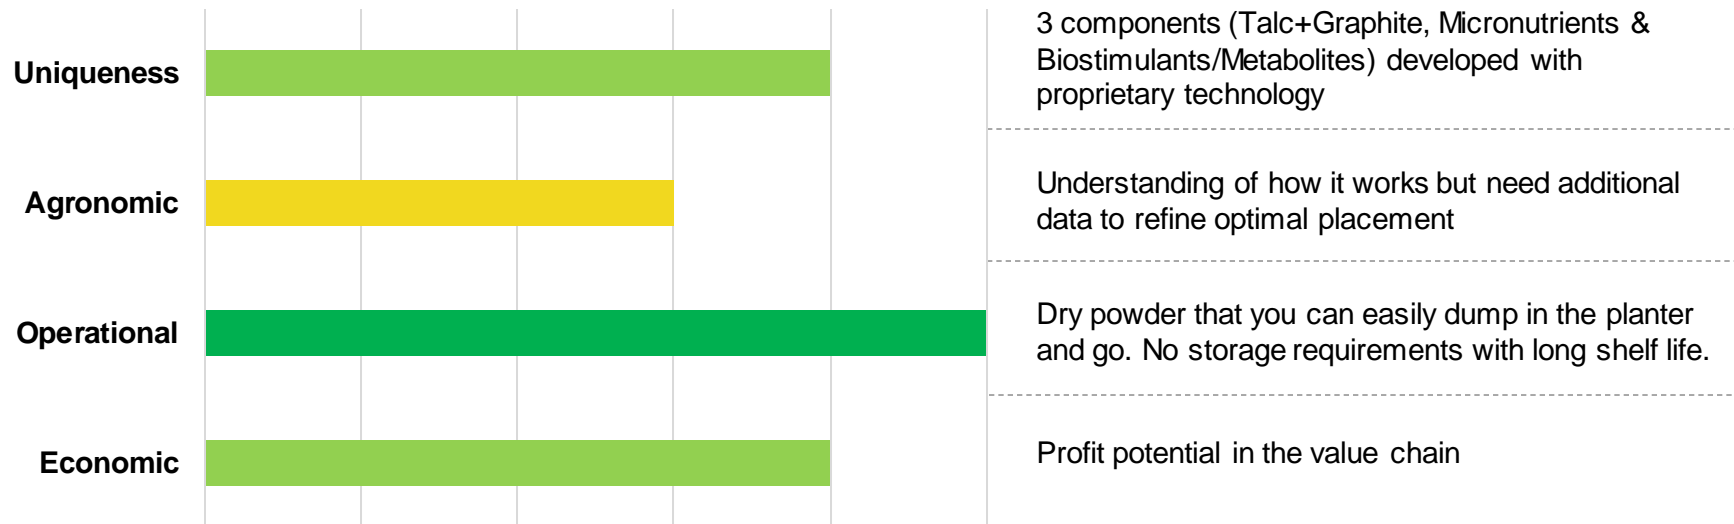 Uniqueness
3 components (Talc+Graphite, Micronutrients &
Biostimulants/Metabolites) developed with
proprietary technology
Agronomic
Understanding of how it works but need additional
data to refine optimal placement
Operational
Dry powder that you can easily dump in the planter
and go. No storage requirements with long shelf life.
Economic
Profit potential in the value chain